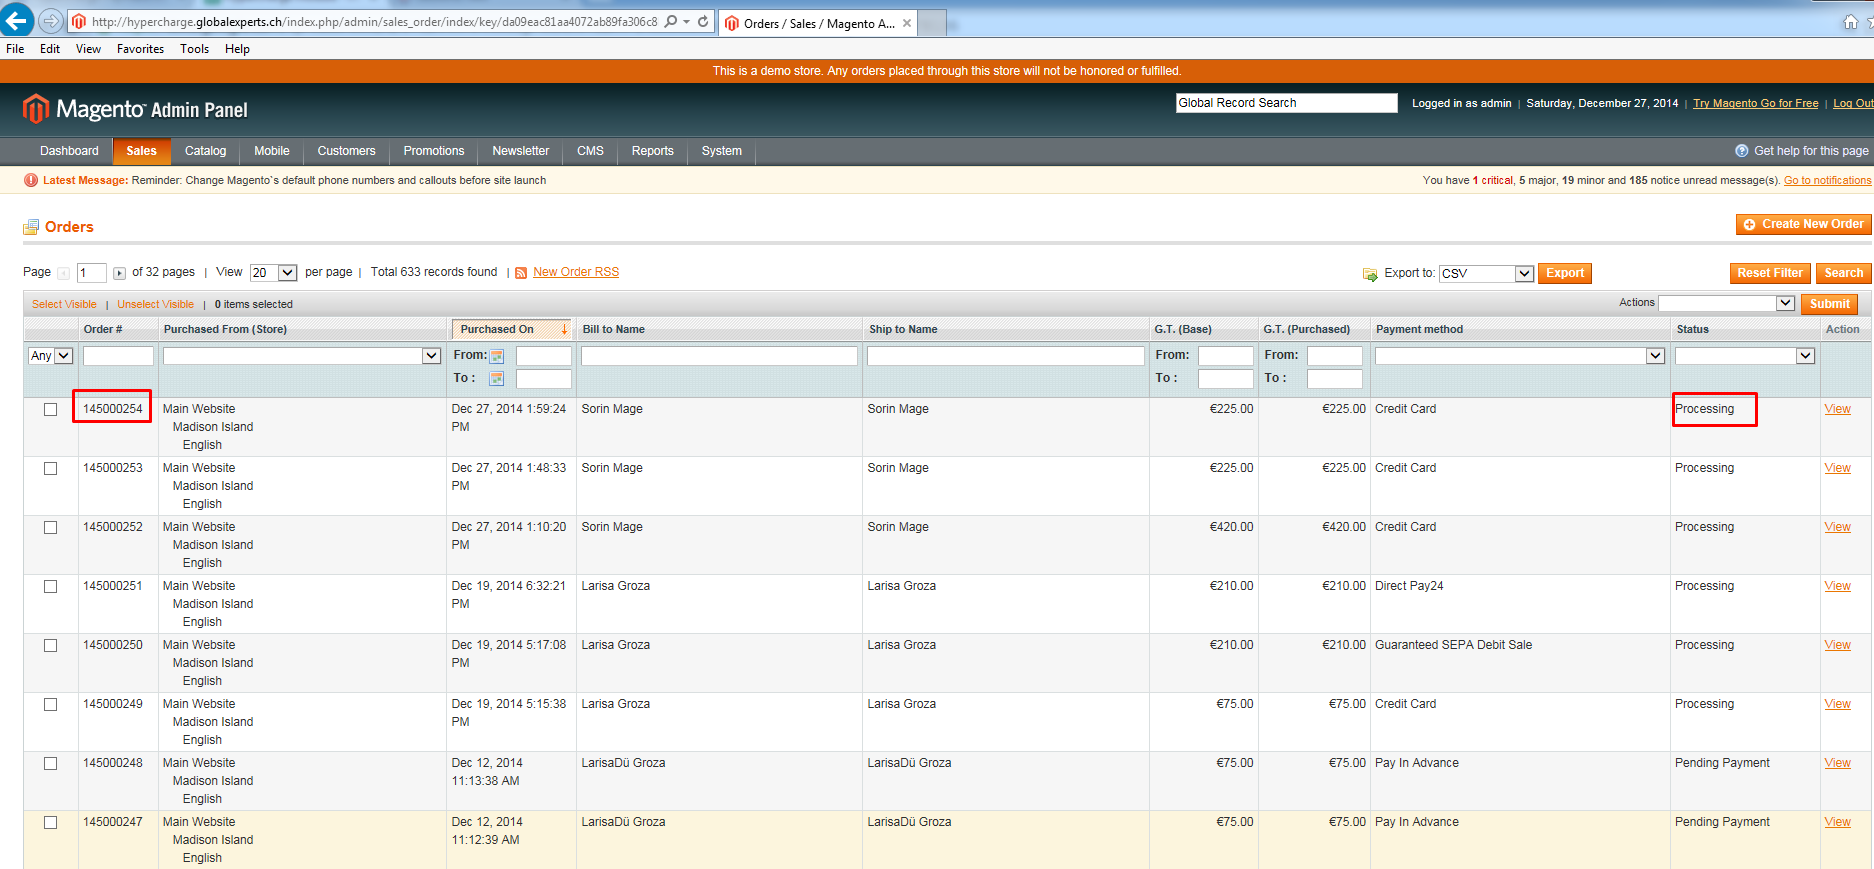 http://hypercharge.globalexperts.ch/index.php/admin/sales_order/index/key/da09eac81aa4072ab89fa306c8
Orders / Sales / Magento A...
File Edit View Favorites Tools Help
This is a demo store. Any orders placed through this store will not be honored or fulfilled.
Magento Admin Panel
Global Record Search
Logged in as admin | Saturday, December 27, 2014 | Try Magento Go for Free | Log Out
Dashboard Sales Catalog Mobile Customers Promotions Newsletter CMS Reports System
Get help for this page
Latest Message: Reminder: Change Magento`s default phone numbers and callouts before site launch
You have 1 critical, 5 major, 19 minor and 185 notice unread message(s). Go to notifications
Orders
Create New Order
Page 1 of 32 pages | View 20 per page | Total 633 records found | New Order RSS
Export to: CSV Export
Reset Filter Search
Select Visible | Unselect Visible | 0 items selected
Actions Submit
Order # Purchased From (Store) Purchased On Bill to Name Ship to Name G.T. (Base) G.T. (Purchased) Payment method Status Action
Any From: From: From:
To : To : To :
145000254 Main Website Dec 27, 2014 1:59:24 Sorin Mage Sorin Mage €225.00 €225.00 Credit Card Processing View
Madison Island PM
English
145000253 Main Website Dec 27, 2014 1:48:33 Sorin Mage Sorin Mage €225.00 €225.00 Credit Card Processing View
Madison Island PM
English
145000252 Main Website Dec 27, 2014 1:10:20 Sorin Mage Sorin Mage €420.00 €420.00 Credit Card Processing View
Madison Island PM
English
145000251 Main Website Dec 19, 2014 6:32:21 Larisa Groza Larisa Groza €210.00 €210.00 Direct Pay24 Processing View
Madison Island PM
English
145000250 Main Website Dec 19, 2014 5:17:08 Larisa Groza Larisa Groza €210.00 €210.00 Guaranteed SEPA Debit Sale Processing View
Madison Island PM
English
145000249 Main Website Dec 19, 2014 5:15:38 Larisa Groza Larisa Groza €75.00 €75.00 Credit Card Processing View
Madison Island PM
English
145000248 Main Website Dec 12, 2014 LarisaDü Groza LarisaDü Groza €75.00 €75.00 Pay In Advance Pending Payment View
Madison Island 11:13:38 AM
English
145000247 Main Website Dec 12, 2014 LarisaDü Groza LarisaDü Groza €75.00 €75.00 Pay In Advance Pending Payment View
Madison Island 11:12:39 AM
English